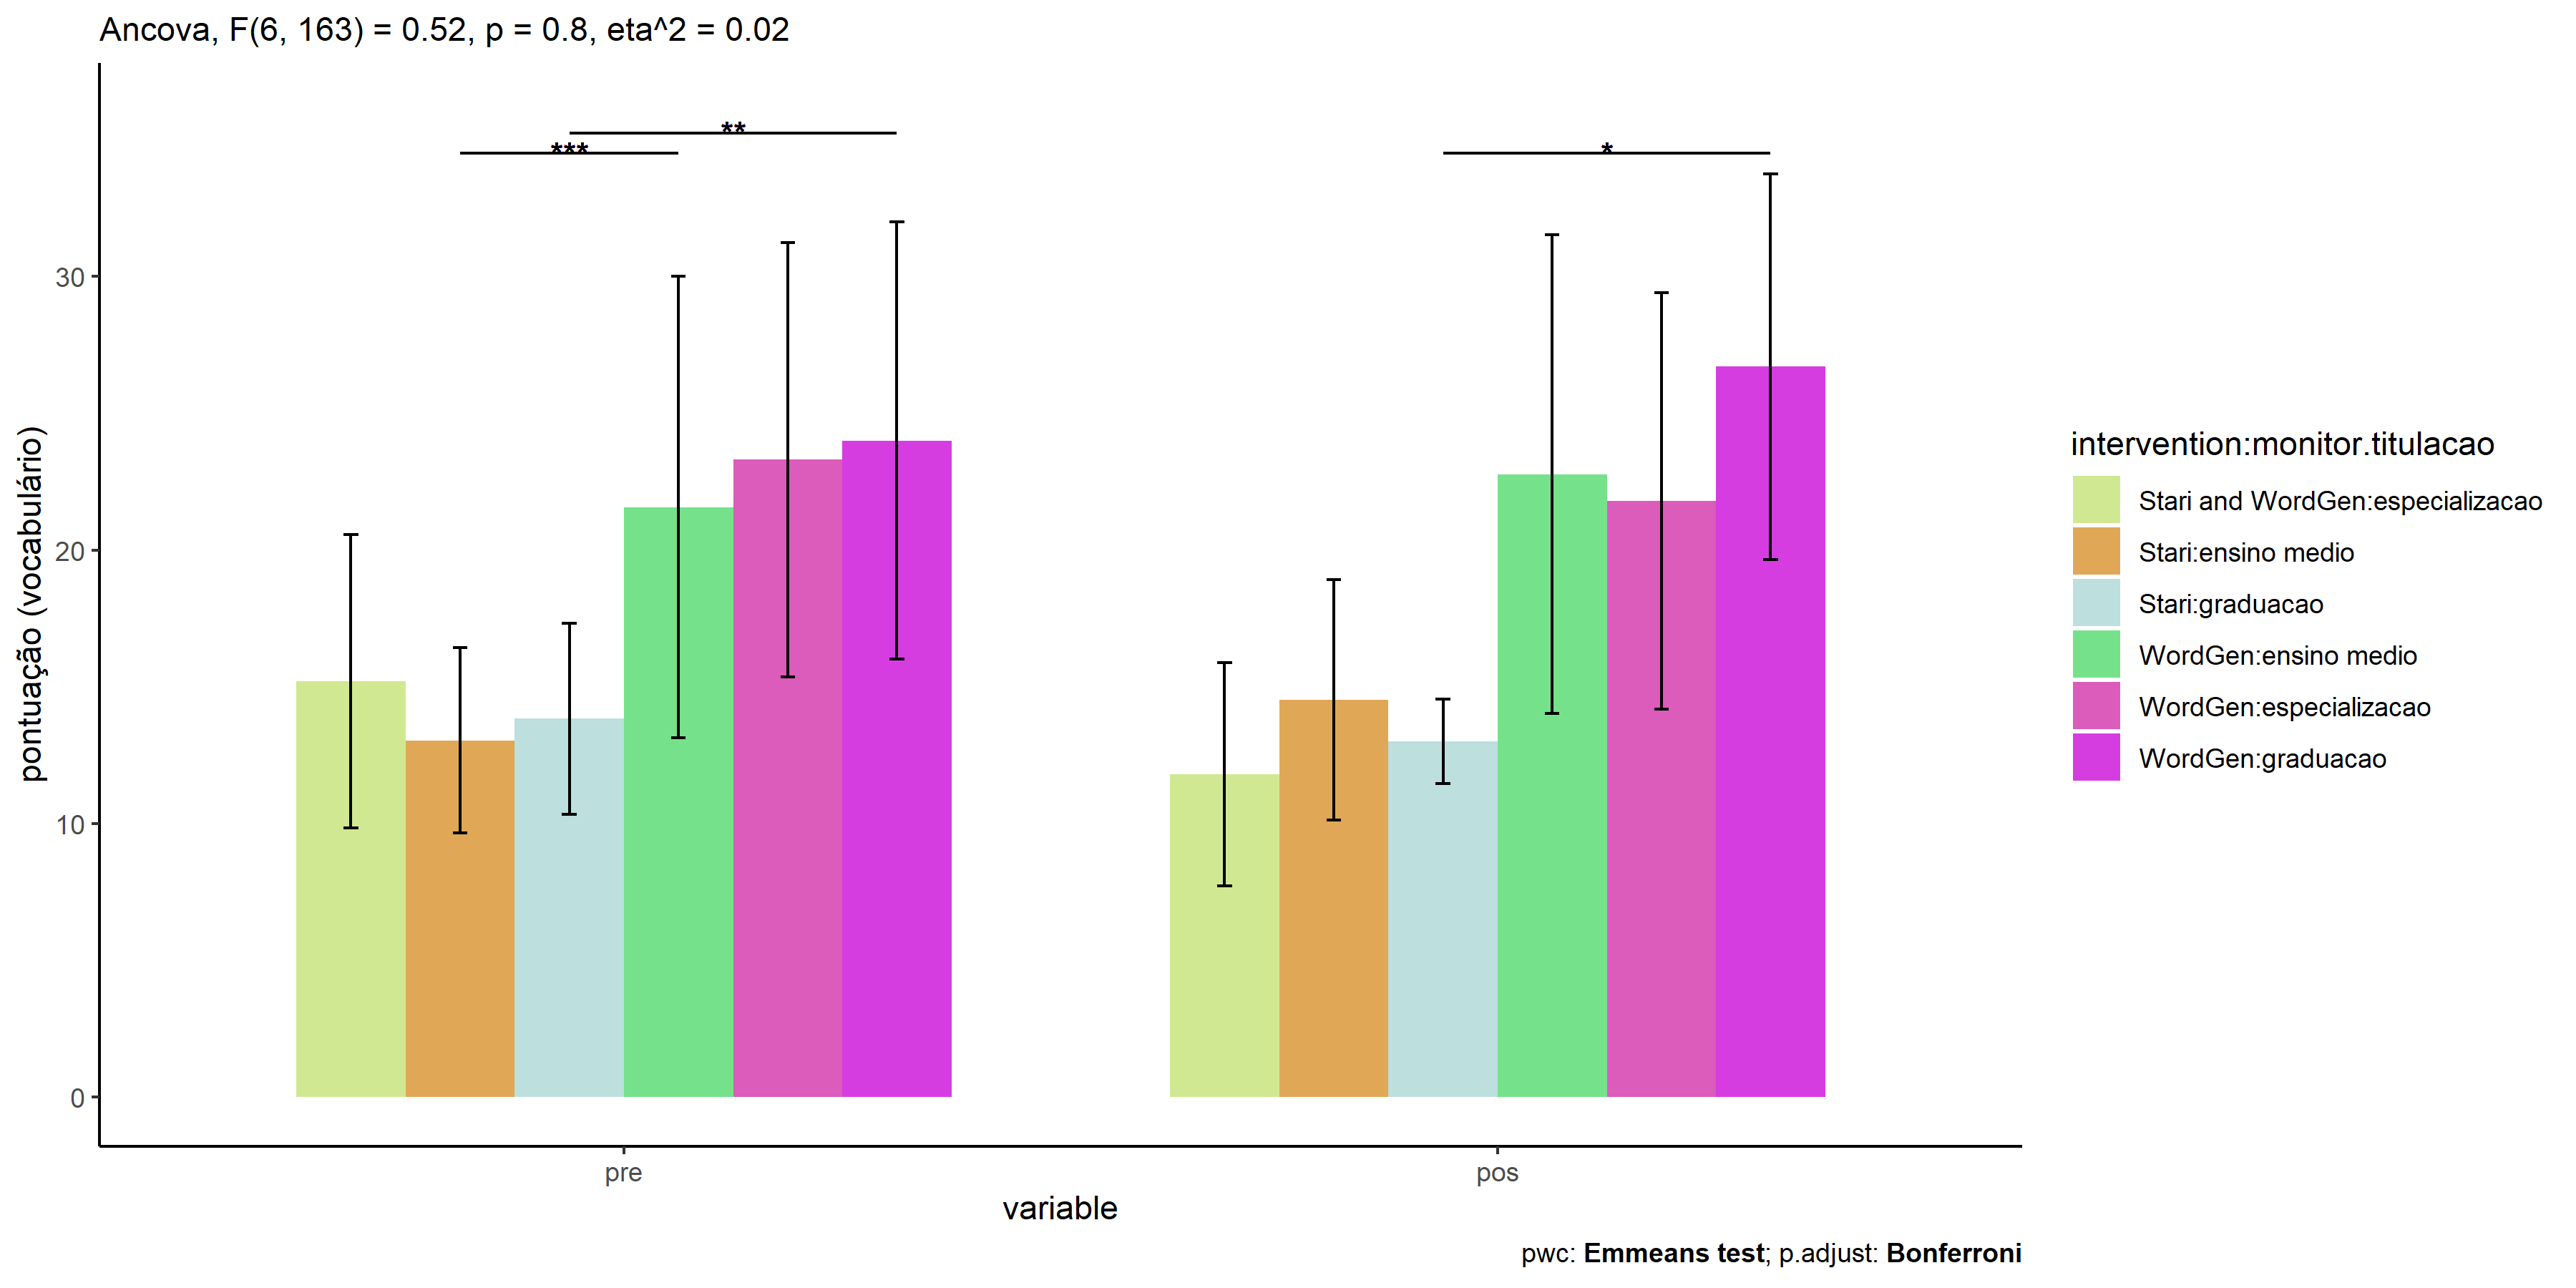 Ancova, F(6, 163) = 0.52, p = 0.8, eta^2 = 0.02
**
***
*
30
20
10
0
pontuação (vocabulário)
pre
pos
variable
intervention:monitor.titulacao
Stari and WordGen:especializacao
Stari:ensino medio
Stari:graduacao
WordGen:ensino medio
WordGen:especializacao
WordGen:graduacao
pwc: Emmeans test; p.adjust: Bonferroni